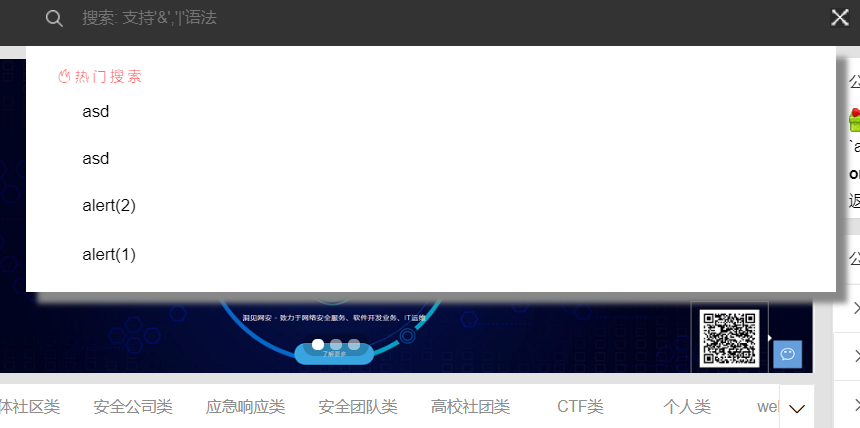 搜索: 支持'&','|'语法
热门搜索
asd
asd
alert(2)
alert(1)
公
`a
返
公
洞见网安 - 致力于网络安全服务、软件开发业务、IT运维
了解更多
体社区类 安全公司类 应急响应类 安全团队类 高校社团类 CTF类 个人类 wel